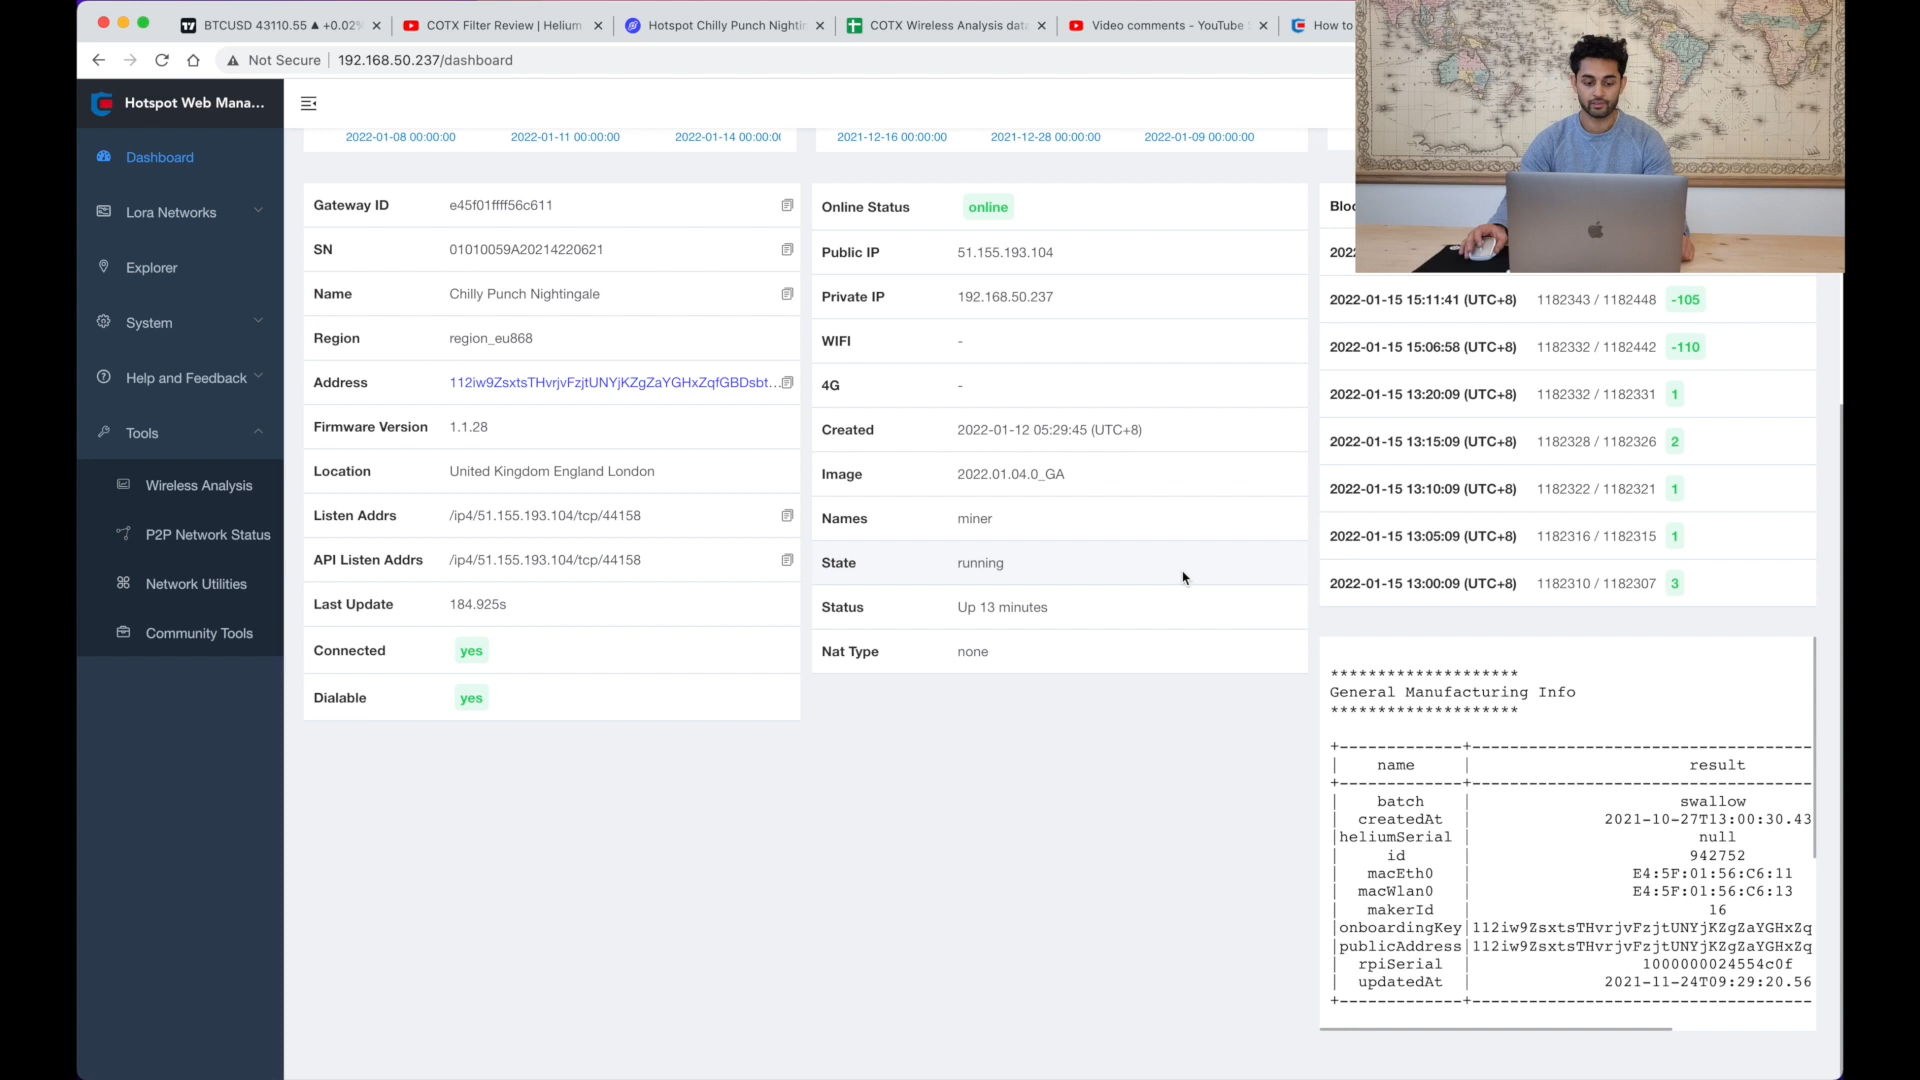 BTCUSD 43110.55 ▲ +0.02%
COTX Filter Review | Helium
Hotspot Chilly Punch Nightin
COTX Wireless Analysis data
Video comments - YouTube
How to
Not Secure
192.168.50.237/dashboard
Hotspot Web Mana...
Dashboard
Lora Networks
Explorer
System
Help and Feedback
Tools
Wireless Analysis
P2P Network Status
Network Utilities
Community Tools
2022-01-08 00:00:00
2022-01-11 00:00:00
2022-01-14 00:00:00
2021-12-16 00:00:00
2021-12-28 00:00:00
2022-01-09 00:00:00
Gateway ID e45f01ffff56c611
SN 01010059A20214220621
Name Chilly Punch Nightingale
Region region_eu868
Address 112iw9ZsxtsTHvrjvFzjtUNYjKZgZaYGHxZqfGBDsbt...
Firmware Version 1.1.28
Location United Kingdom England London
Listen Addrs /ip4/51.155.193.104/tcp/44158
API Listen Addrs /ip4/51.155.193.104/tcp/44158
Last Update 184.925s
Connected yes
Dialable yes
Online Status online
Public IP 51.155.193.104
Private IP 192.168.50.237
WIFI -
4G -
Created 2022-01-12 05:29:45 (UTC+8)
Image 2022.01.04.0_GA
Names miner
State running
Status Up 13 minutes
Nat Type none
Bloc
202
2022-01-15 15:11:41 (UTC+8) 1182343 / 1182448 -105
2022-01-15 15:06:58 (UTC+8) 1182332 / 1182442 -110
2022-01-15 13:20:09 (UTC+8) 1182332 / 1182331 1
2022-01-15 13:15:09 (UTC+8) 1182328 / 1182326 2
2022-01-15 13:10:09 (UTC+8) 1182322 / 1182321 1
2022-01-15 13:05:09 (UTC+8) 1182316 / 1182315 1
2022-01-15 13:00:09 (UTC+8) 1182310 / 1182307 3
********************
General Manufacturing Info
********************
+-------------+------------------------------------
| name | result
+-------------+------------------------------------
| batch | swallow
| createdAt | 2021-10-27T13:00:30.43
|heliumSerial | null
| id | 942752
| macEth0 | E4:5F:01:56:C6:11
| macWlan0 | E4:5F:01:56:C6:13
| makerId | 16
|onboardingKey|112iw9ZsxtsTHvrjvFzjtUNYjKZgZaYGHxZq
|publicAddress|112iw9ZsxtsTHvrjvFzjtUNYjKZgZaYGHxZq
| rpiSerial | 1000000024554c0f
| updatedAt | 2021-11-24T09:29:20.56
+-------------+------------------------------------